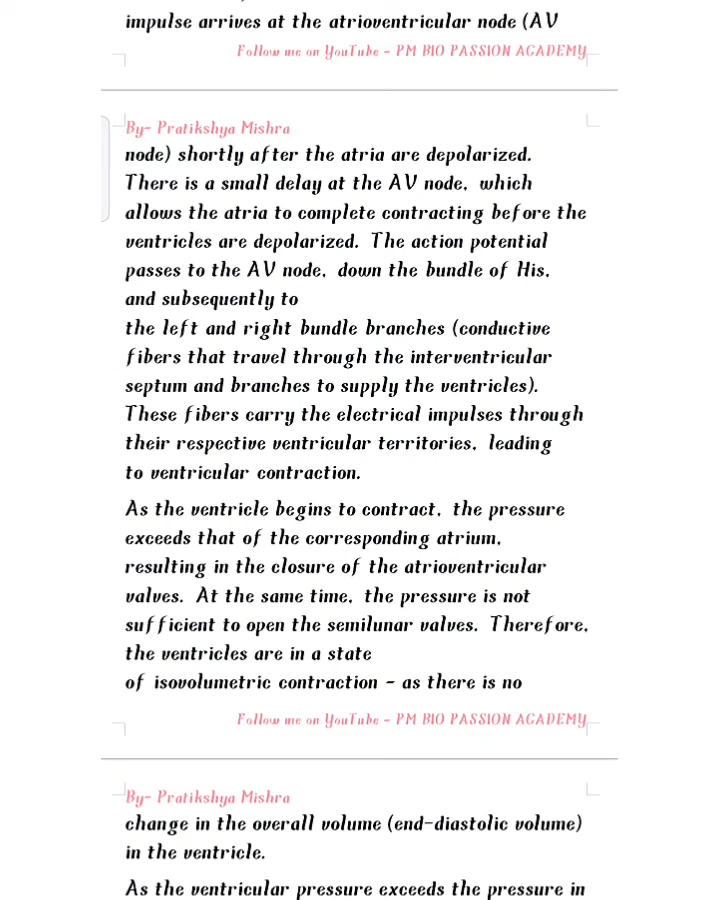 impulse arrives at the atrioventricular node (AV
Follow me on YouTube - PM BIO PASSION ACADEMY
By- Pratikshya Mishra
node) shortly after the atria are depolarized.
There is a small delay at the AV node, which
allows the atria to complete contracting before the
ventricles are depolarized. The action potential
passes to the AV node, down the bundle of His,
and subsequently to
the left and right bundle branches (conductive
fibers that travel through the interventricular
septum and branches to supply the ventricles).
These fibers carry the electrical impulses through
their respective ventricular territories, leading
to ventricular contraction.
As the ventricle begins to contract, the pressure
exceeds that of the corresponding atrium,
resulting in the closure of the atrioventricular
valves. At the same time, the pressure is not
sufficient to open the semilunar valves. Therefore,
the ventricles are in a state
of isovolumetric contraction - as there is no
Follow me on YouTube - PM BIO PASSION ACADEMY
By- Pratikshya Mishra
change in the overall volume (end-diastolic volume)
in the ventricle.
As the ventricular pressure exceeds the pressure in